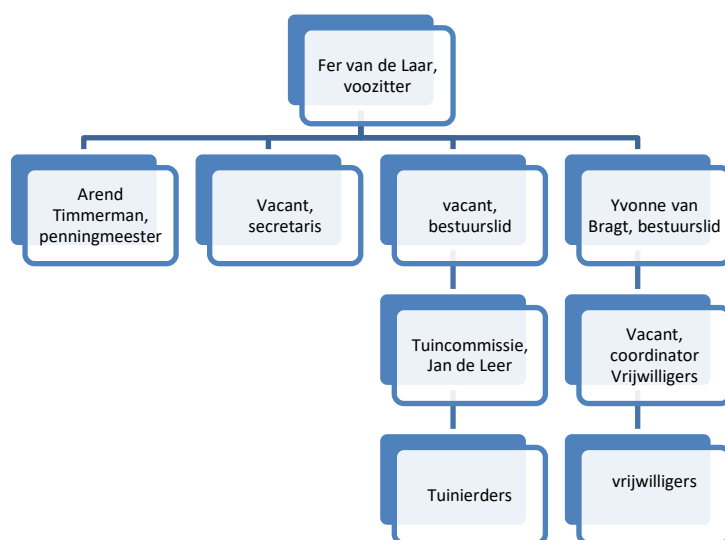 Fer van de Laar,
voozitter
Arend
Timmerman,
penningmeester
Vacant,
secretaris
vacant,
bestuurslid
Yvonne van
Bragt, bestuurslid
Tuincommissie,
Jan de Leer
Vacant,
coordinator
Vrijwilligers
Tuinierders
vrijwilligers